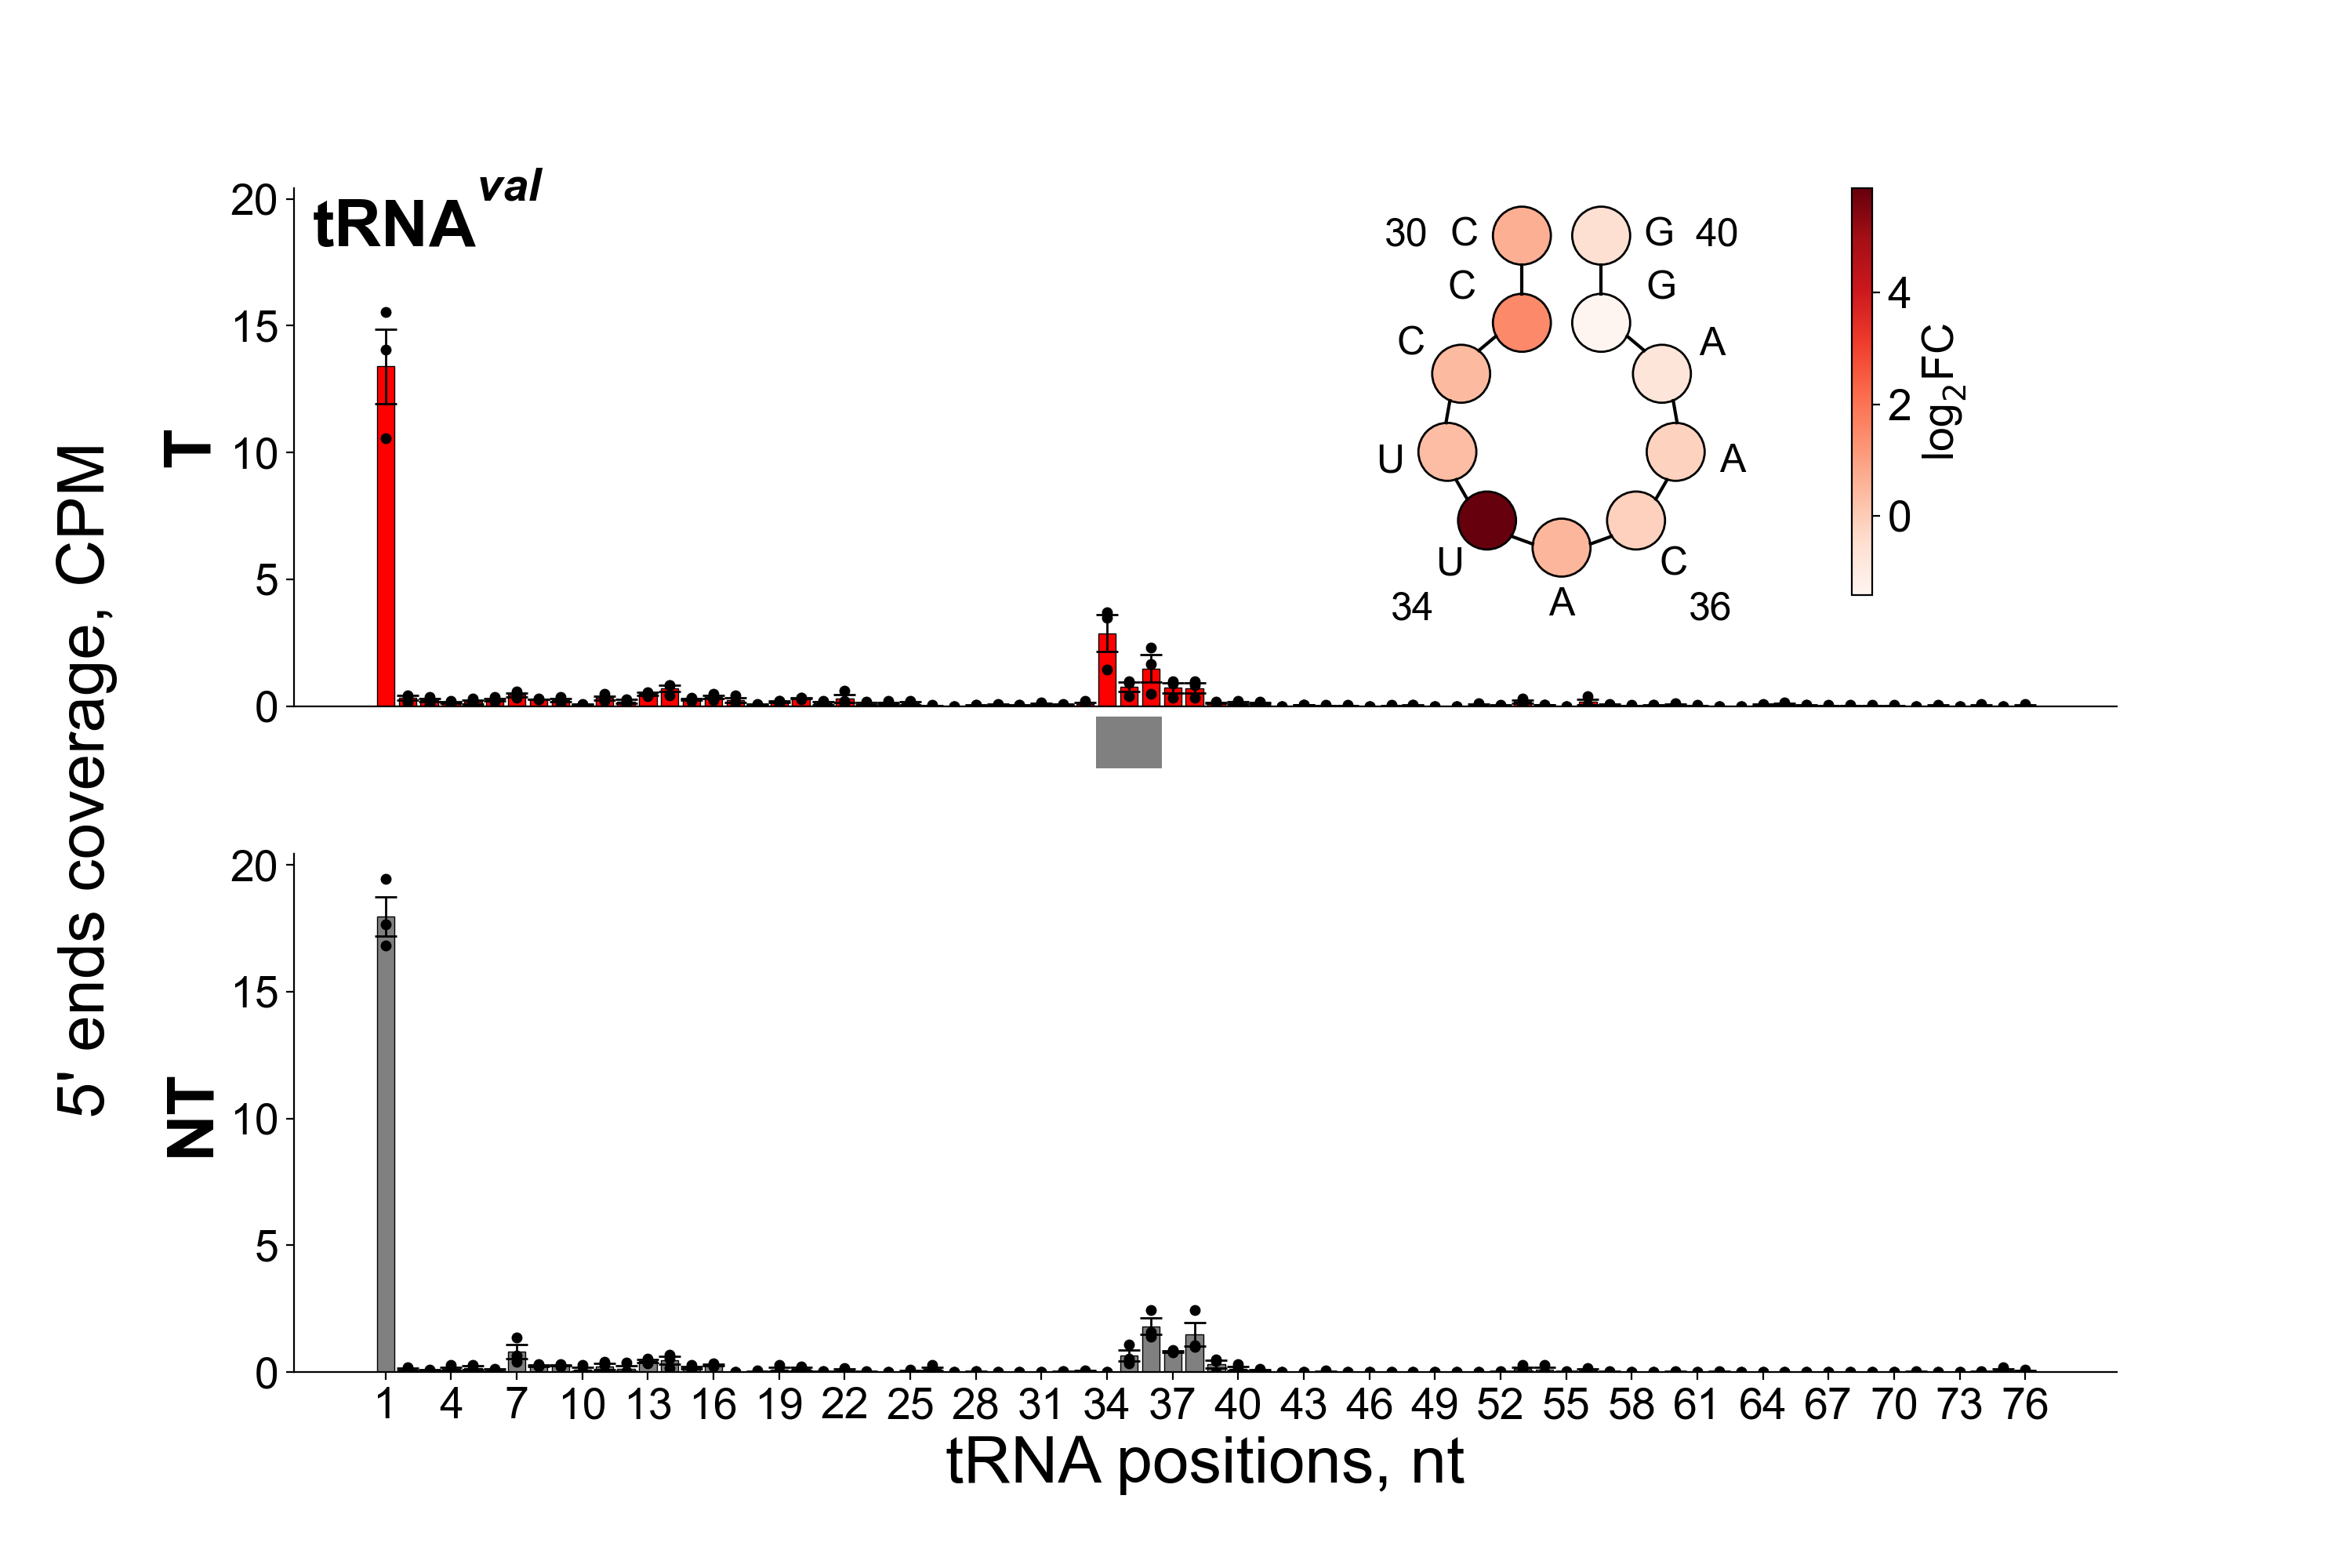 tRNA^val
5' ends coverage, CPM
T
20
15
10
5
0
30 C G 40
C G
C A
U A
U C
34 A 36
4
2
0
log₂FC
NT
20
15
10
5
0
1 4 7 10 13 16 19 22 25 28 31 34 37 40 43 46 49 52 55 58 61 64 67 70 73 76
tRNA positions, nt